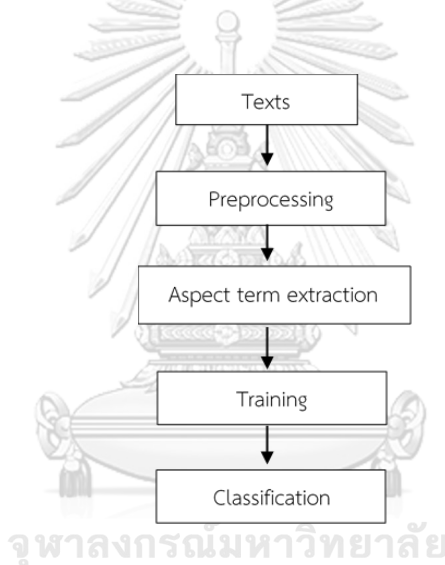 Texts
Preprocessing
Aspect term extraction
Training
Classification
จุฬาลงกรณ์มหาวิทยาลัย